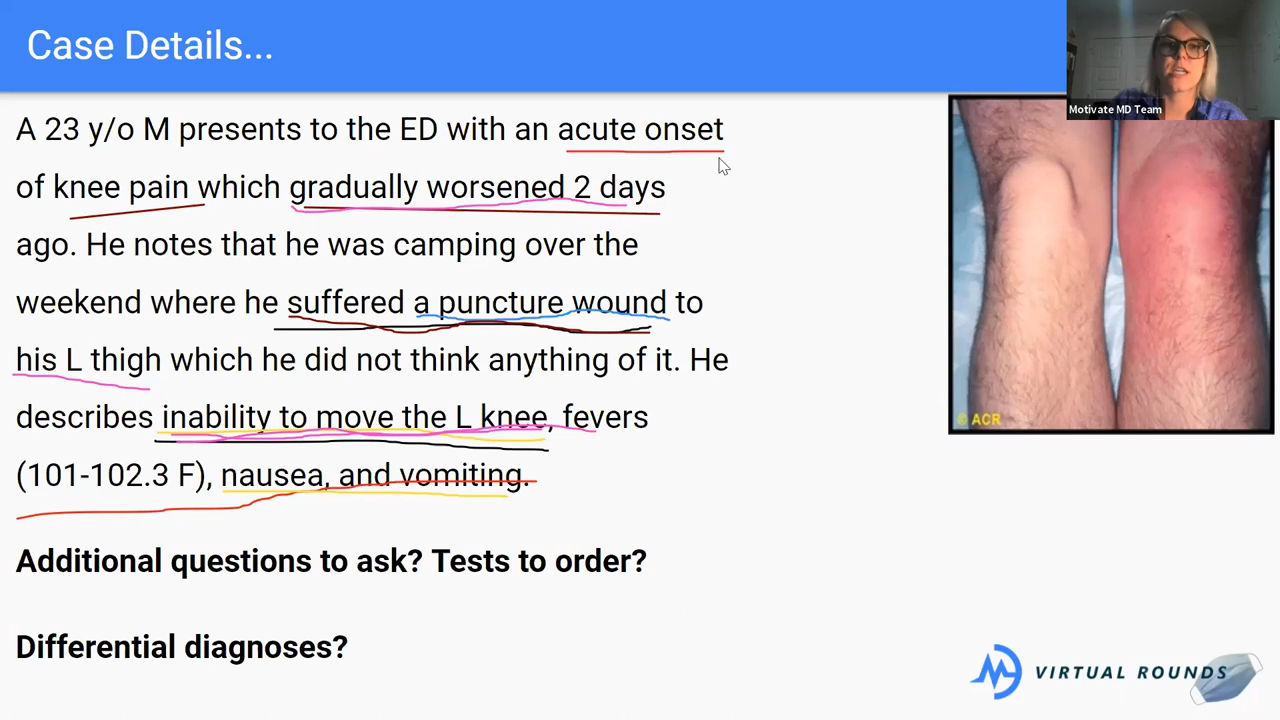 Case Details...
Motivate MD Team
A 23 y/o M presents to the ED with an acute onset
of knee pain which gradually worsened 2 days
ago. He notes that he was camping over the
weekend where he suffered a puncture wound to
his L thigh which he did not think anything of it. He
describes inability to move the L knee, fevers
(101-102.3 F), nausea, and vomiting.
© ACR
Additional questions to ask? Tests to order?
Differential diagnoses?
VIRTUAL ROUNDS